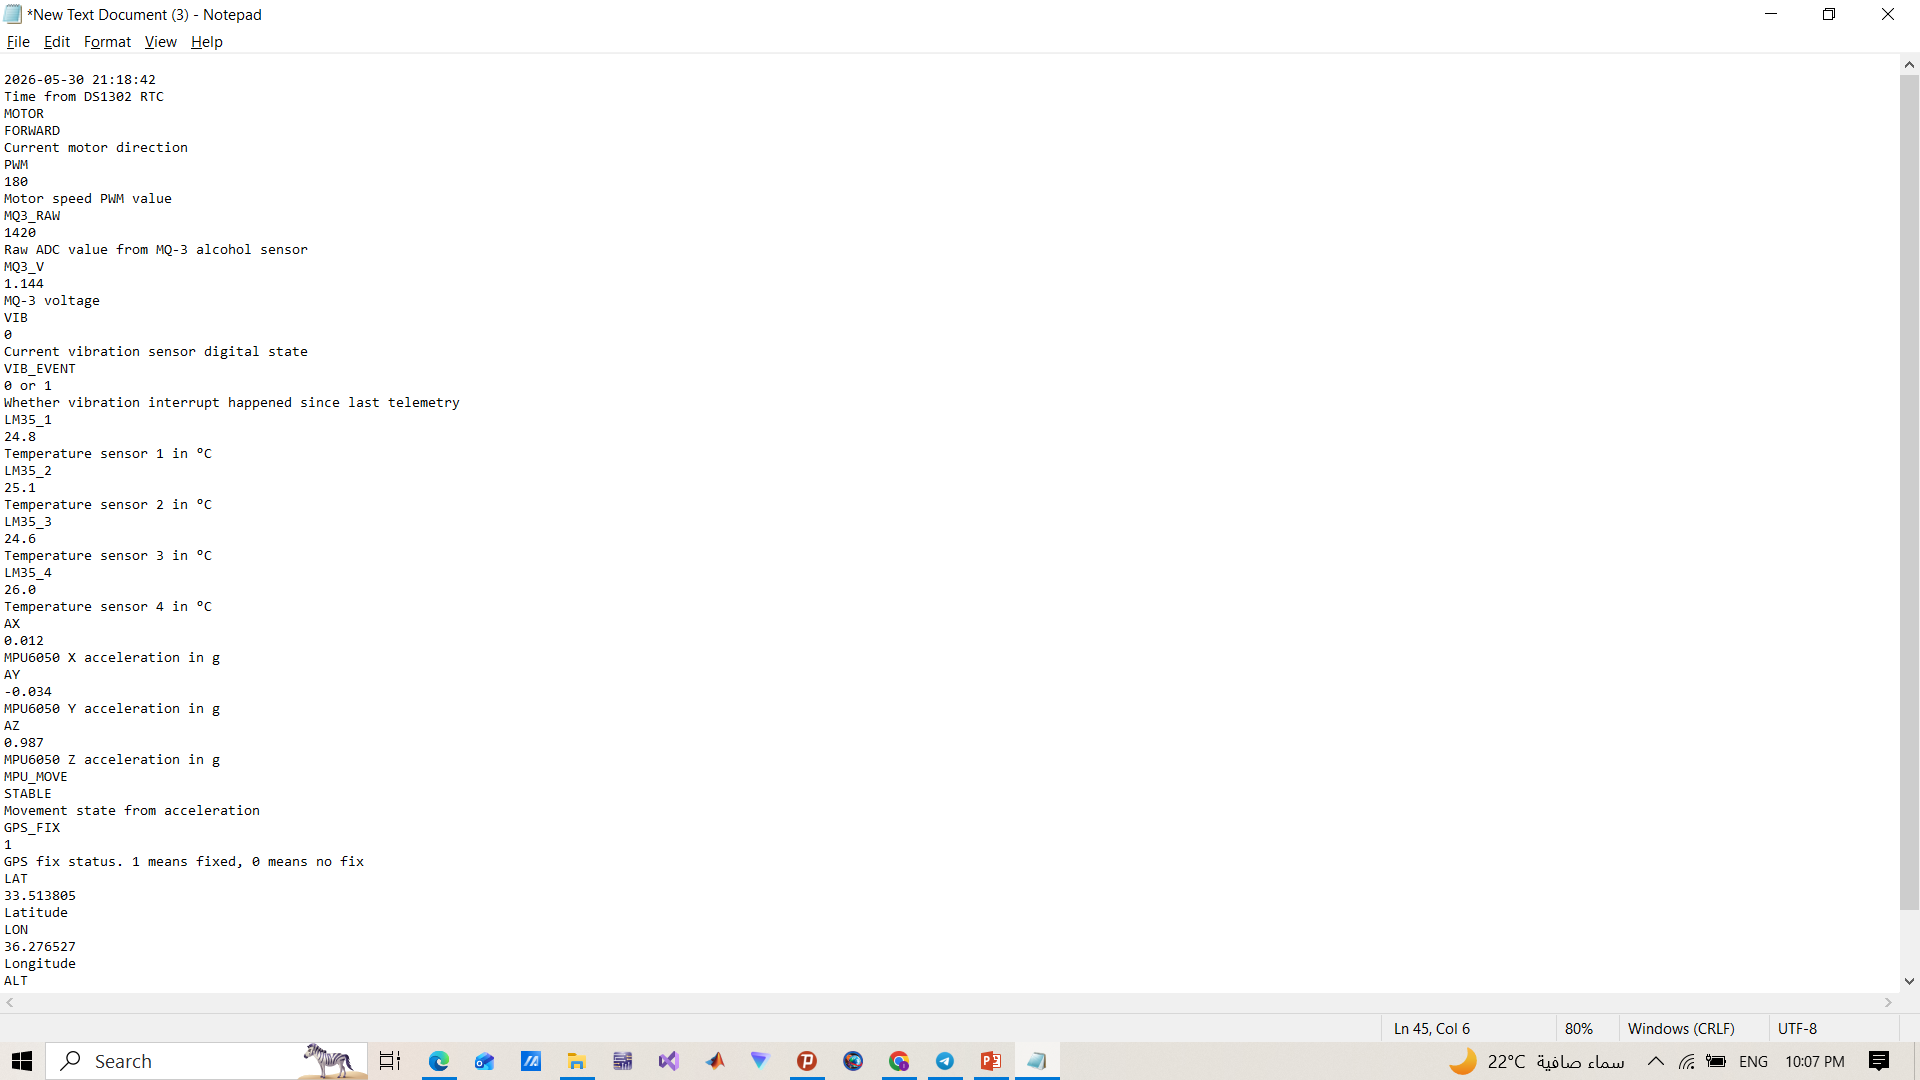 *New Text Document (3) - Notepad
File Edit Format View Help
2026-05-30 21:18:42
Time from DS1302 RTC
MOTOR
FORWARD
Current motor direction
PWM
180
Motor speed PWM value
MQ3_RAW
1420
Raw ADC value from MQ-3 alcohol sensor
MQ3_V
1.144
MQ-3 voltage
VIB
0
Current vibration sensor digital state
VIB_EVENT
0 or 1
Whether vibration interrupt happened since last telemetry
LM35_1
24.8
Temperature sensor 1 in °C
LM35_2
25.1
Temperature sensor 2 in °C
LM35_3
24.6
Temperature sensor 3 in °C
LM35_4
26.0
Temperature sensor 4 in °C
AX
0.012
MPU6050 X acceleration in g
AY
-0.034
MPU6050 Y acceleration in g
AZ
0.987
MPU6050 Z acceleration in g
MPU_MOVE
STABLE
Movement state from acceleration
GPS_FIX
1
GPS fix status. 1 means fixed, 0 means no fix
LAT
33.513805
Latitude
LON
36.276527
Longitude
ALT
Ln 45, Col 6 80% Windows (CRLF) UTF-8
Search 22°C سماء صافية ENG 10:07 PM